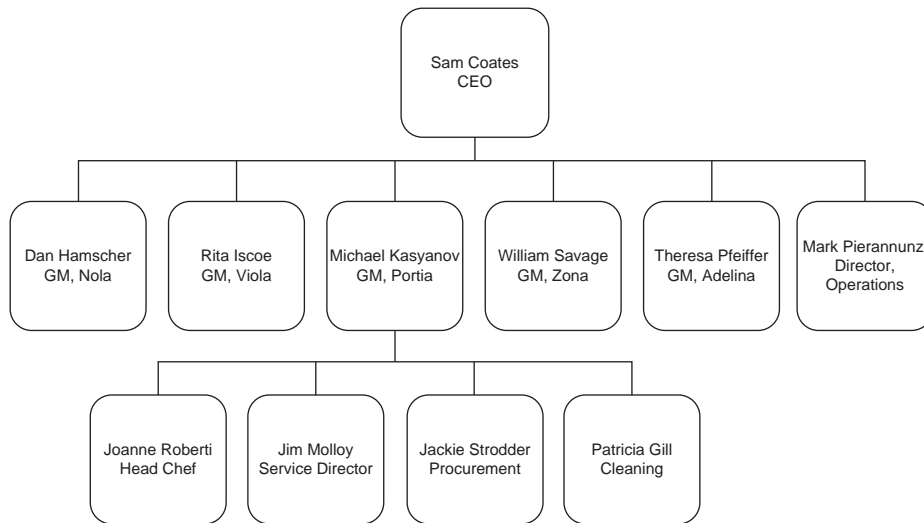 Sam Coates
CEO
Dan Hamscher
GM, Nola
Rita Iscoe
GM, Viola
Michael Kasyanov
GM, Portia
William Savage
GM, Zona
Theresa Pfeiffer
GM, Adelina
Mark Pierannunz
Director,
Operations
Joanne Roberti
Head Chef
Jim Molloy
Service Director
Jackie Strodder
Procurement
Patricia Gill
Cleaning